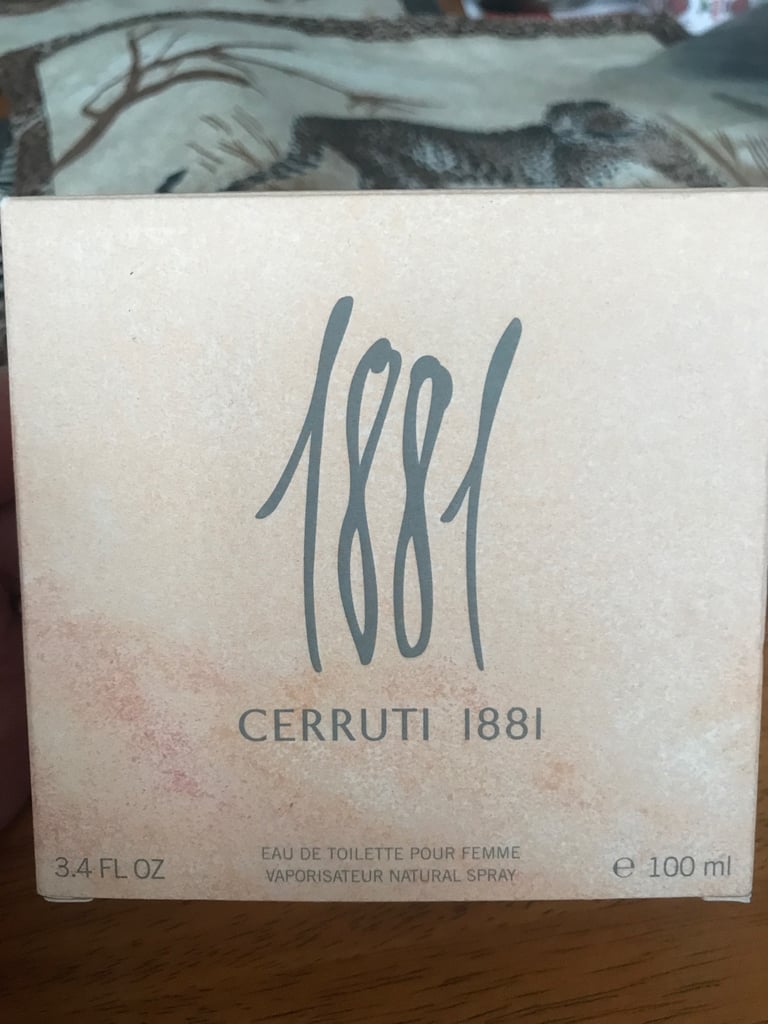 1881
CERRUTI 1881
EAU DE TOILETTE POUR FEMME
VAPORISATEUR NATURAL SPRAY
3.4 FL OZ
℮ 100 ml